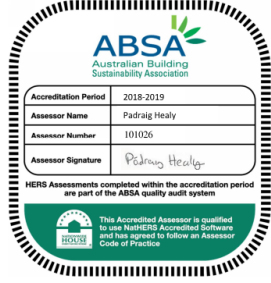 ABSA
Australian Building
Sustainability Association
Accreditation Period 2018-2019
Assessor Name Padraig Healy
Assessor Number 101026
Assessor Signature Pádraig Healy
HERS Assessments completed within the accreditation period
are part of the ABSA quality audit system
This Accredited Assessor is qualified
to use NatHERS Accredited Software
and has agreed to follow an Assessor
Code of Practice
HOUSE